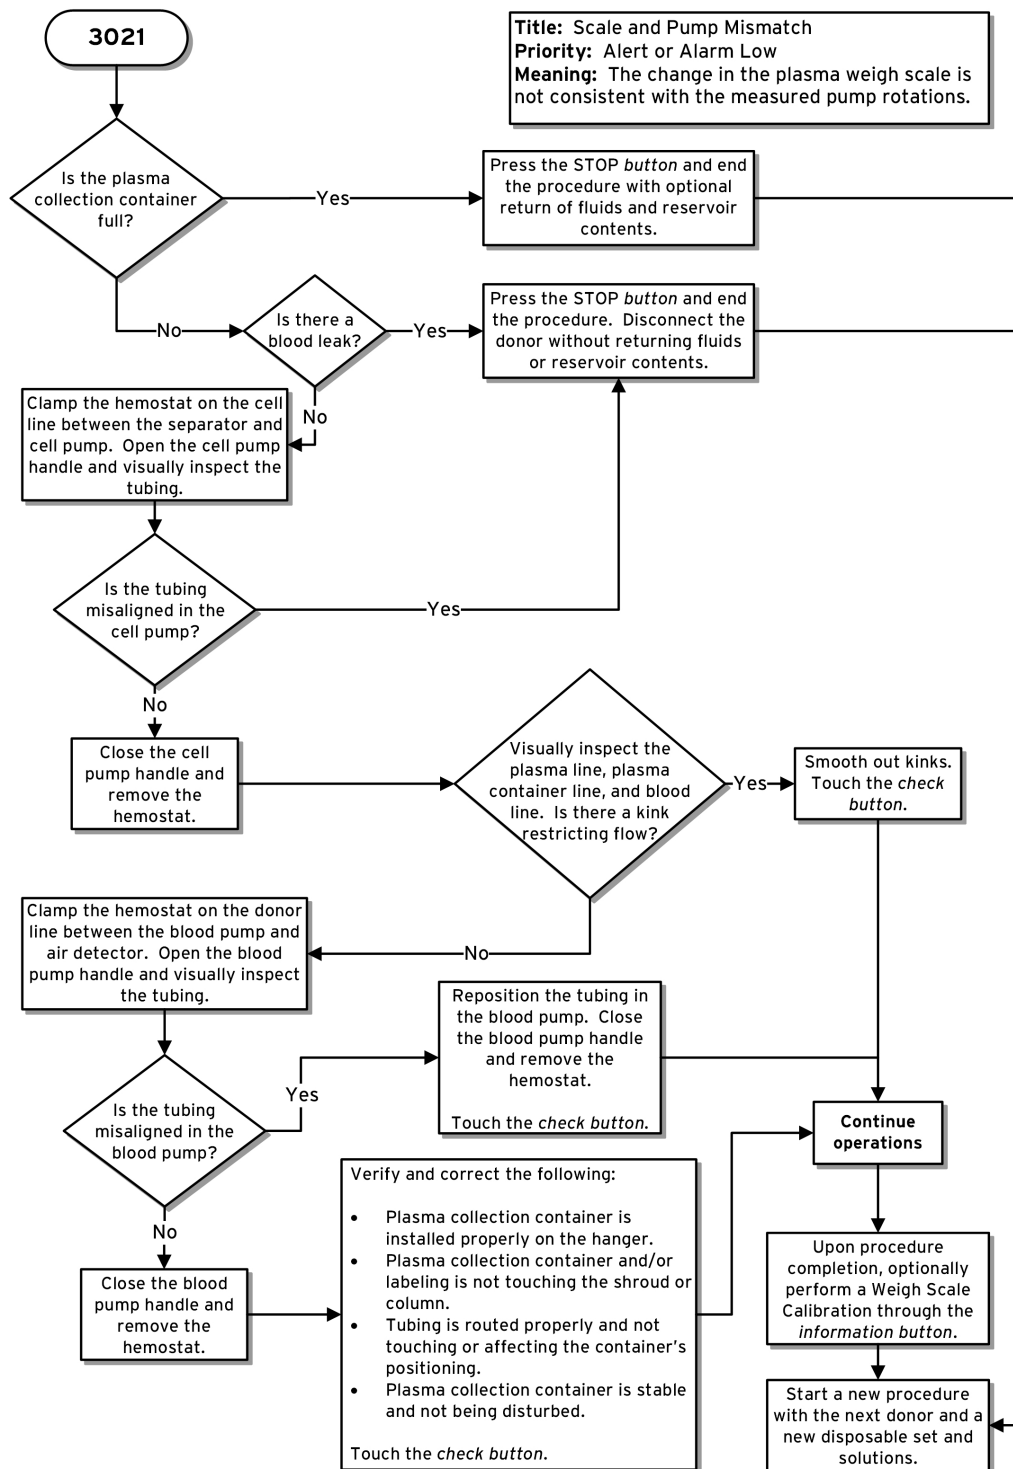 3021
Title: Scale and Pump Mismatch
Priority: Alert or Alarm Low
Meaning: The change in the plasma weigh scale is
not consistent with the measured pump rotations.
Is the plasma
collection container
full?
Yes
Press the STOP button and end
the procedure with optional
return of fluids and reservoir
contents.
No
Is there a
blood leak?
Yes
Press the STOP button and end
the procedure. Disconnect the
donor without returning fluids
or reservoir contents.
No
Clamp the hemostat on the cell
line between the separator and
cell pump. Open the cell pump
handle and visually inspect the
tubing.
Is the tubing
misaligned in the
cell pump?
Yes
No
Close the cell
pump handle and
remove the
hemostat.
Visually inspect the
plasma line, plasma
container line, and blood
line. Is there a kink
restricting flow?
Yes
Smooth out kinks.
Touch the check
button.
No
Clamp the hemostat on the donor
line between the blood pump and
air detector. Open the blood
pump handle and visually inspect
the tubing.
Is the tubing
misaligned in the
blood pump?
Yes
Reposition the tubing in
the blood pump. Close
the blood pump handle
and remove the
hemostat.
Touch the check button.
No
Close the blood
pump handle and
remove the
hemostat.
Verify and correct the following:
• Plasma collection container is
installed properly on the hanger.
• Plasma collection container and/or
labeling is not touching the shroud or
column.
• Tubing is routed properly and not
touching or affecting the container's
positioning.
• Plasma collection container is stable
and not being disturbed.
Touch the check button.
Continue
operations
Upon procedure
completion, optionally
perform a Weigh Scale
Calibration through the
information button.
Start a new procedure
with the next donor and a
new disposable set and
solutions.